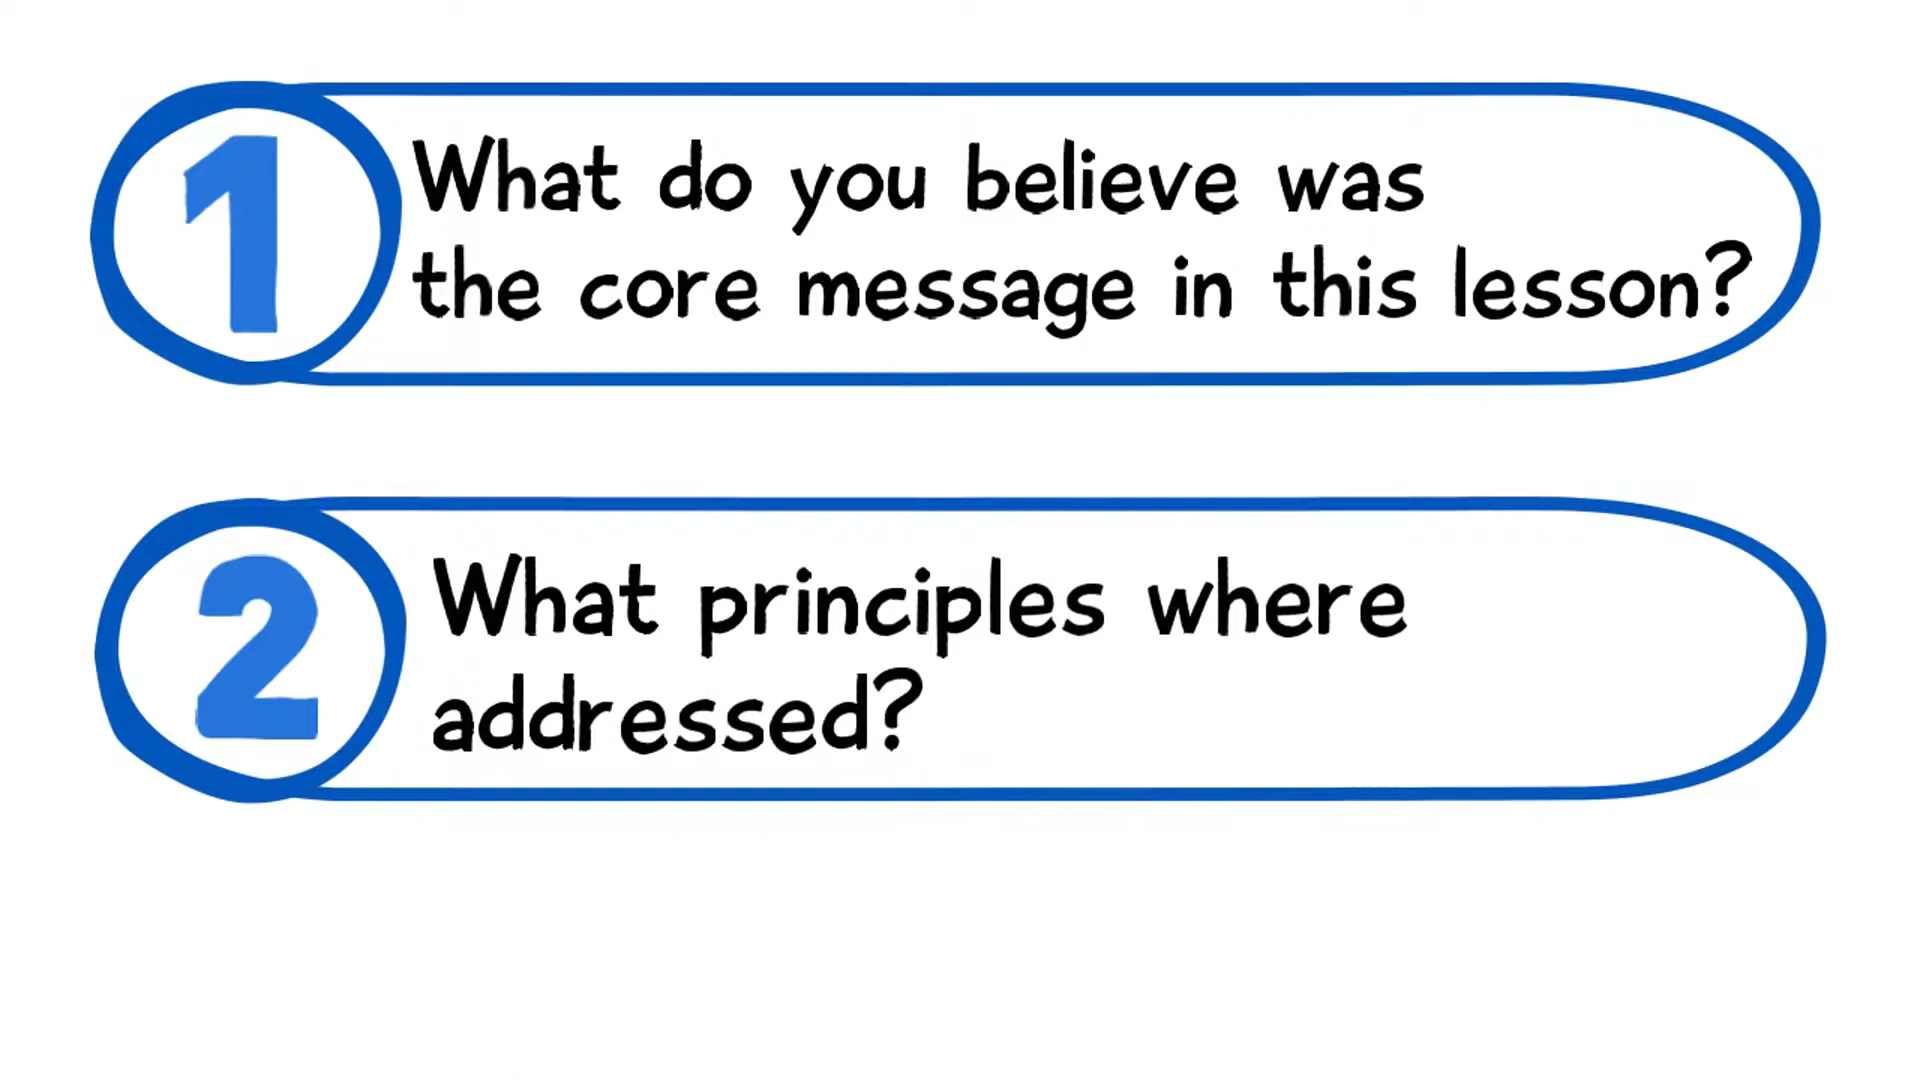 1
What do you believe was
the core message in this lesson?
2
What principles where
addressed?